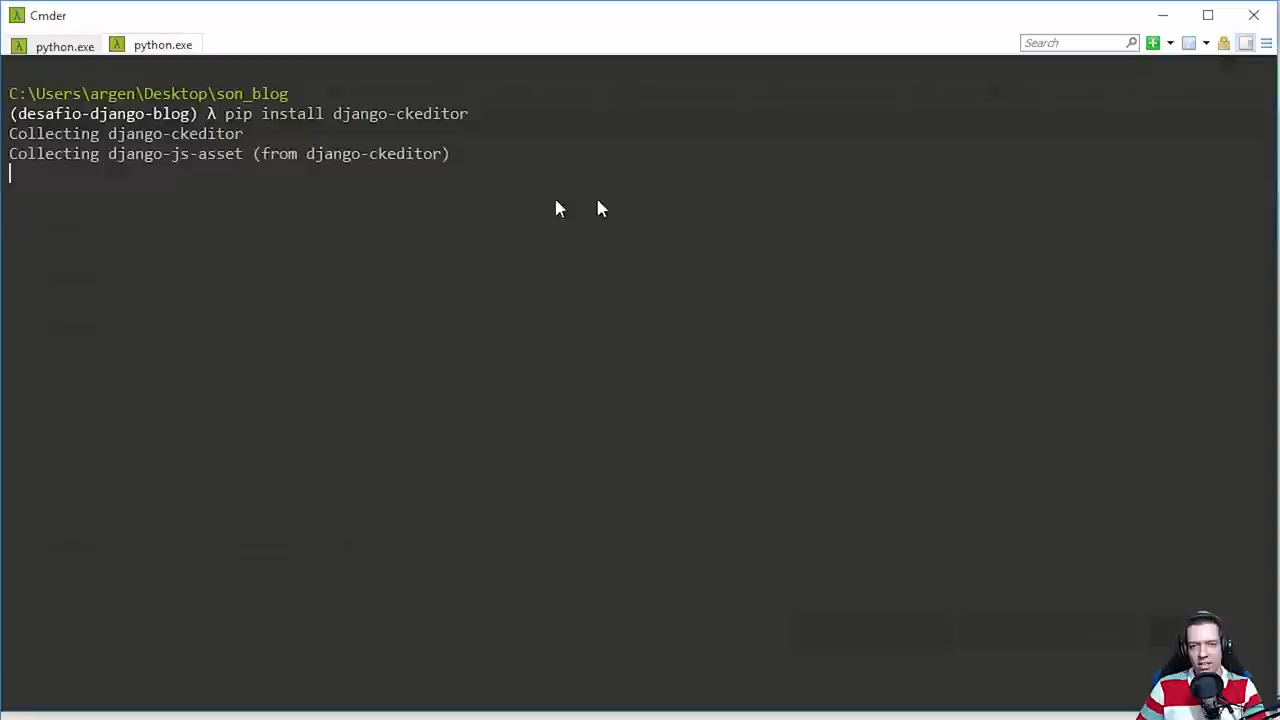 Cmder
python.exe
python.exe
Search
C:\Users\argen\Desktop\son_blog
(desafio-django-blog) λ pip install django-ckeditor
Collecting django-ckeditor
Collecting django-js-asset (from django-ckeditor)